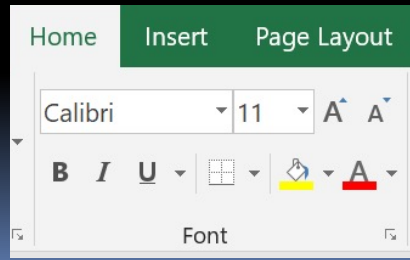 Home Insert Page Layout
Calibri 11 A A
B I U A
Font